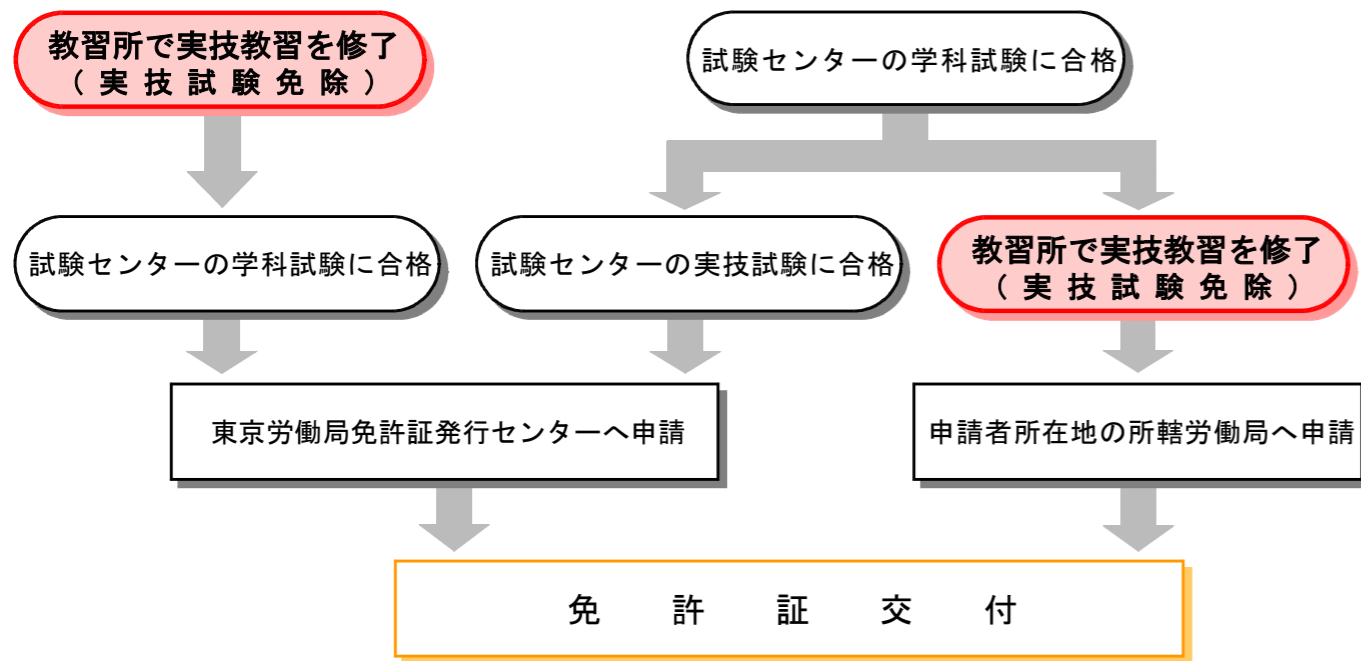 教習所で実技教習を修了
（実技試験免除）
試験センターの学科試験に合格
試験センターの学科試験に合格
試験センターの実技試験に合格
教習所で実技教習を修了
（実技試験免除）
東京労働局免許証発行センターへ申請
申請者所在地の所轄労働局へ申請
免許証交付